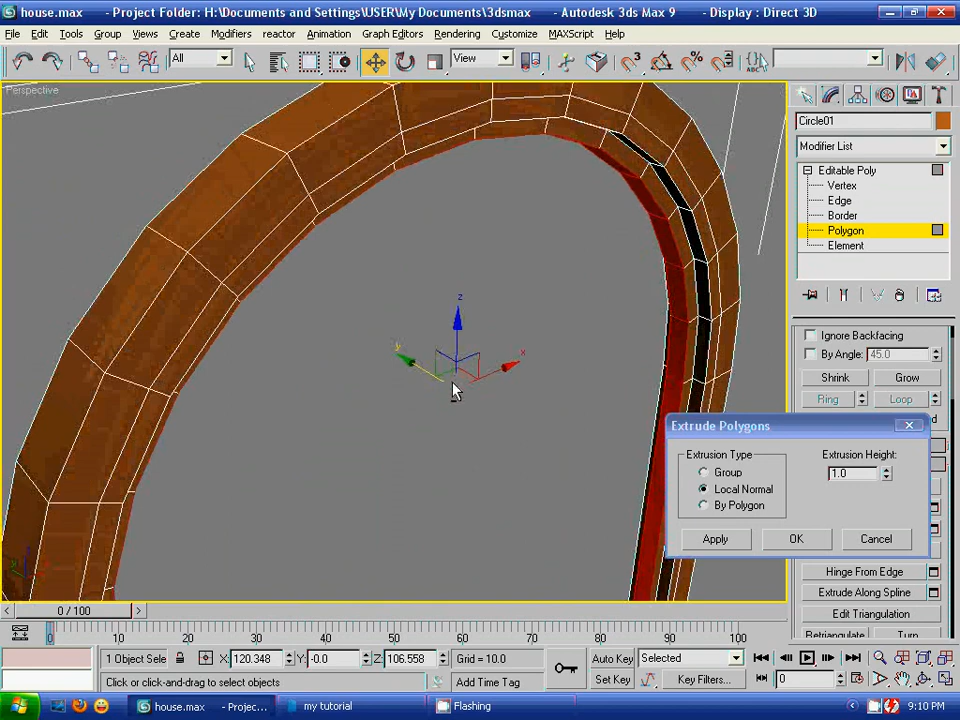 house.max - Project Folder: H:\Documents and Settings\USER\My Documents\3dsmax - Autodesk 3ds Max 9 - Display : Direct 3D
File Edit Tools Group Views Create Modifiers reactor Animation Graph Editors Rendering Customize MAXScript Help
All View
Perspective
Circle01
Modifier List
Editable Poly
Vertex
Edge
Border
Polygon
Element
Ignore Backfacing
By Angle: 45.0
Shrink Grow
Ring Loop
z
y
x
Extrude Polygons
Extrusion Type
Group
Local Normal
By Polygon
Extrusion Height:
1.0
Apply OK Cancel
Hinge From Edge
Extrude Along Spline
Edit Triangulation
Retriangulate Turn
0 / 100
0 10 20 30 40 50 60 70 80 90 100
1 Object Sele X: 120.348 Y: -0.0 Z: 106.558 Grid = 10.0 Auto Key Selected
Click or click-and-drag to select objects Add Time Tag Set Key Key Filters... 0
start house.max - Projec... my tutorial Flashing 9:10 PM